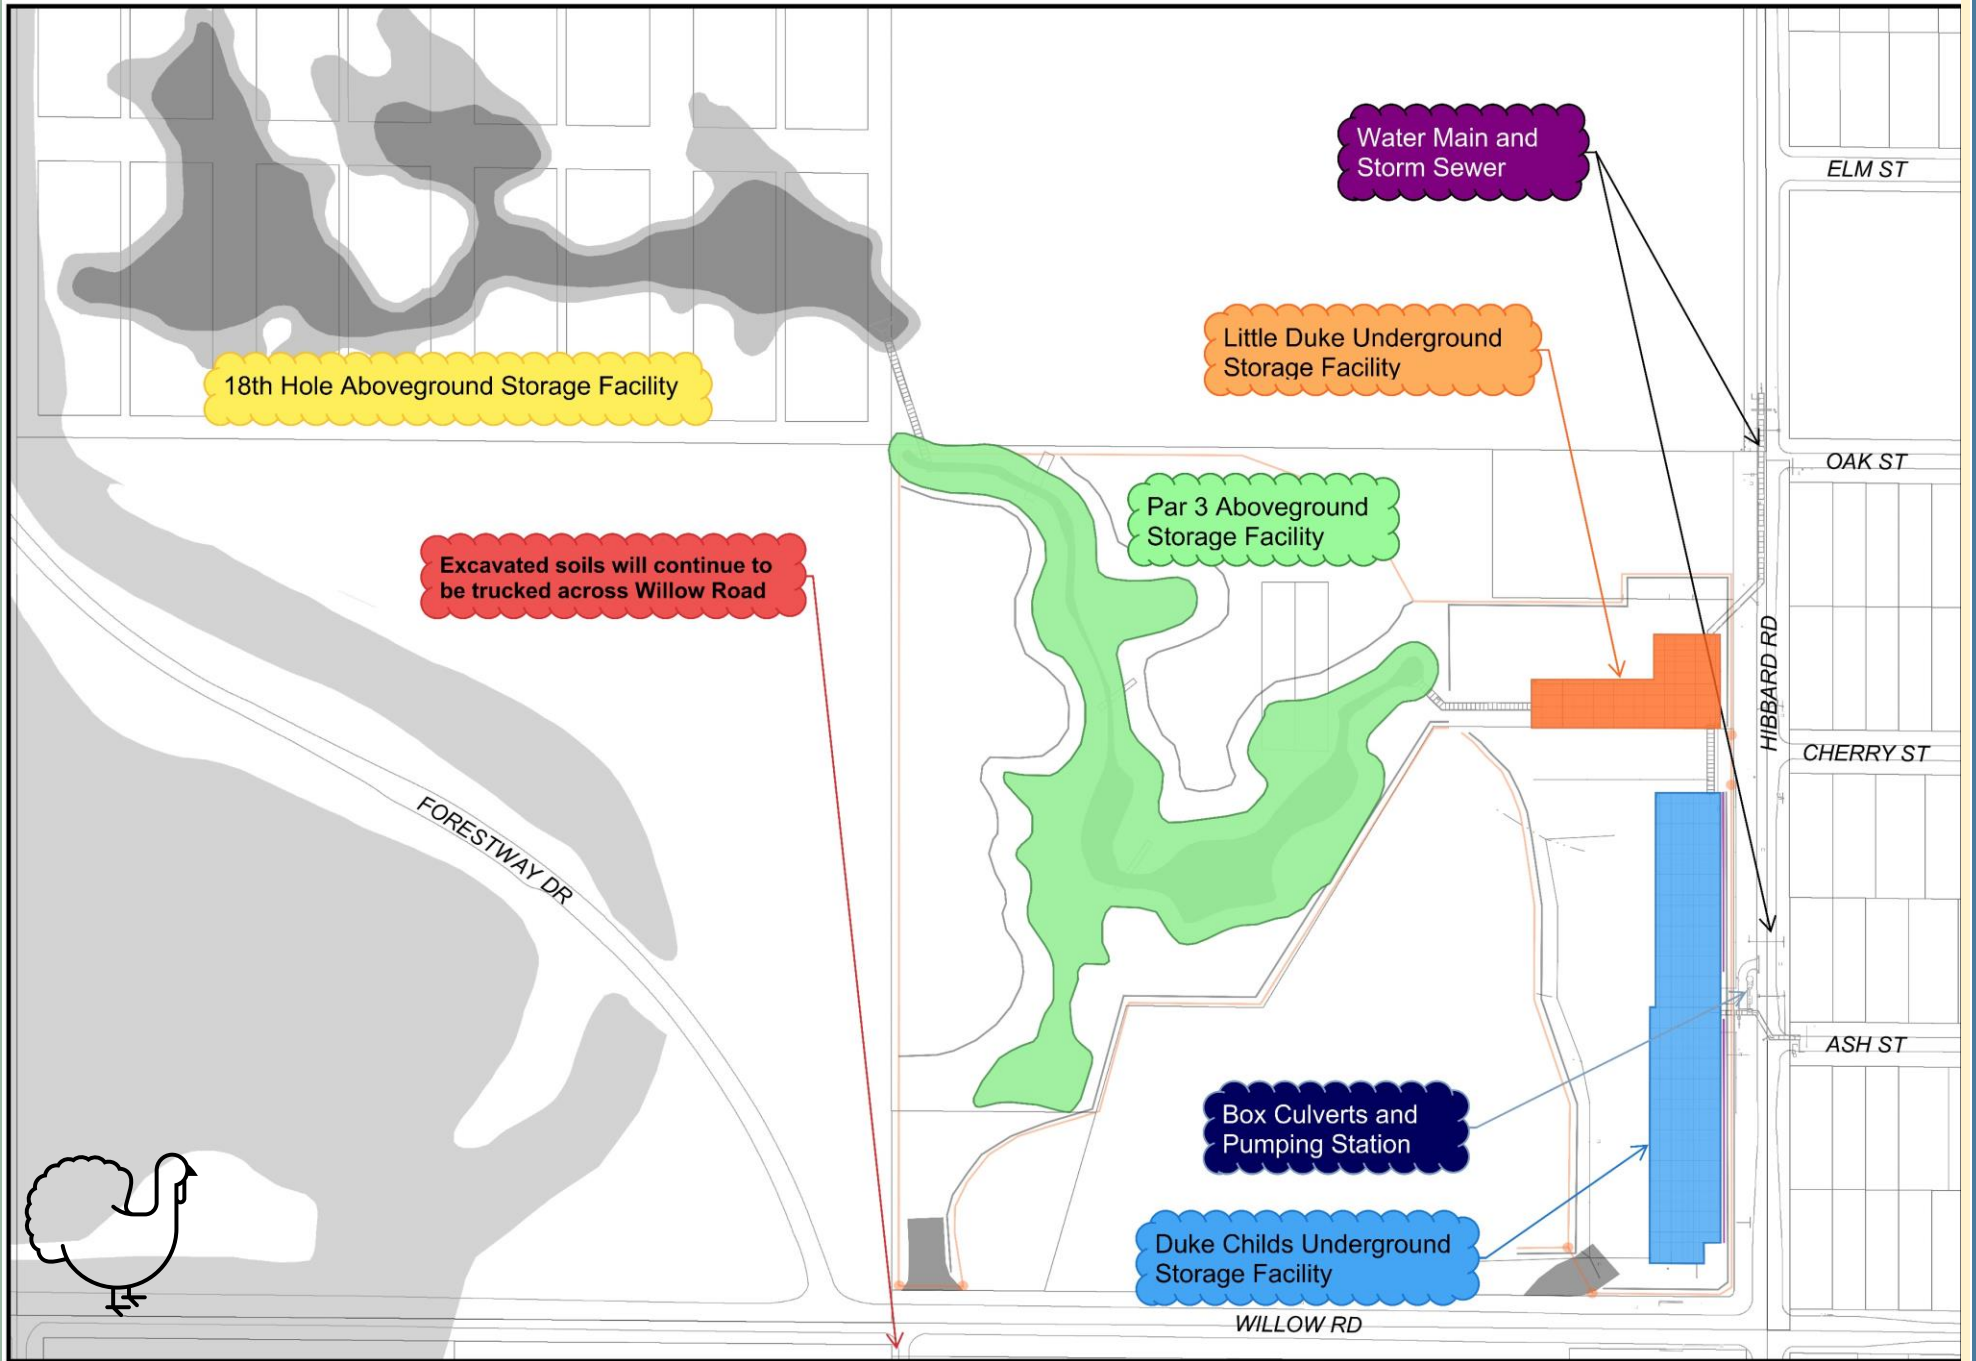 Water Main and
Storm Sewer
ELM ST
Little Duke Underground
Storage Facility
18th Hole Aboveground Storage Facility
OAK ST
Par 3 Aboveground
Storage Facility
Excavated soils will continue to
be trucked across Willow Road
HIBBARD RD
CHERRY ST
FORESTWAY DR
ASH ST
Box Culverts and
Pumping Station
Duke Childs Underground
Storage Facility
WILLOW RD